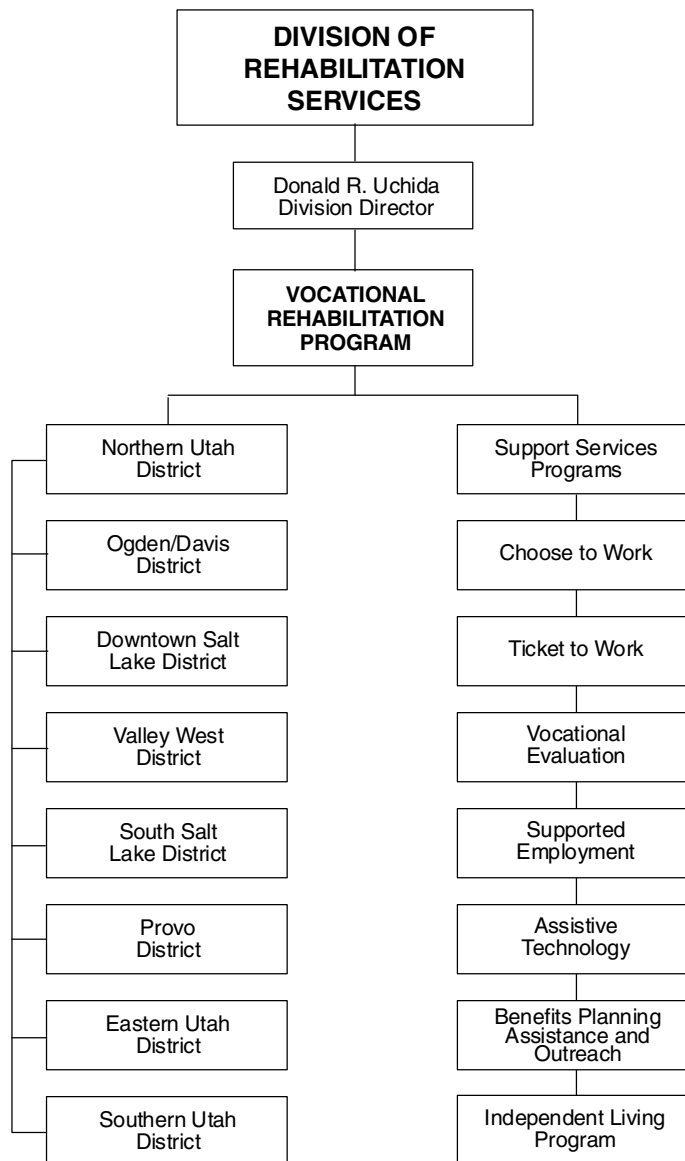 DIVISION OF
REHABILITATION
SERVICES
Donald R. Uchida
Division Director
VOCATIONAL
REHABILITATION
PROGRAM
Northern Utah
District
Ogden/Davis
District
Downtown Salt
Lake District
Valley West
District
South Salt
Lake District
Provo
District
Eastern Utah
District
Southern Utah
District
Support Services
Programs
Choose to Work
Ticket to Work
Vocational
Evaluation
Supported
Employment
Assistive
Technology
Benefits Planning
Assistance and
Outreach
Independent Living
Program